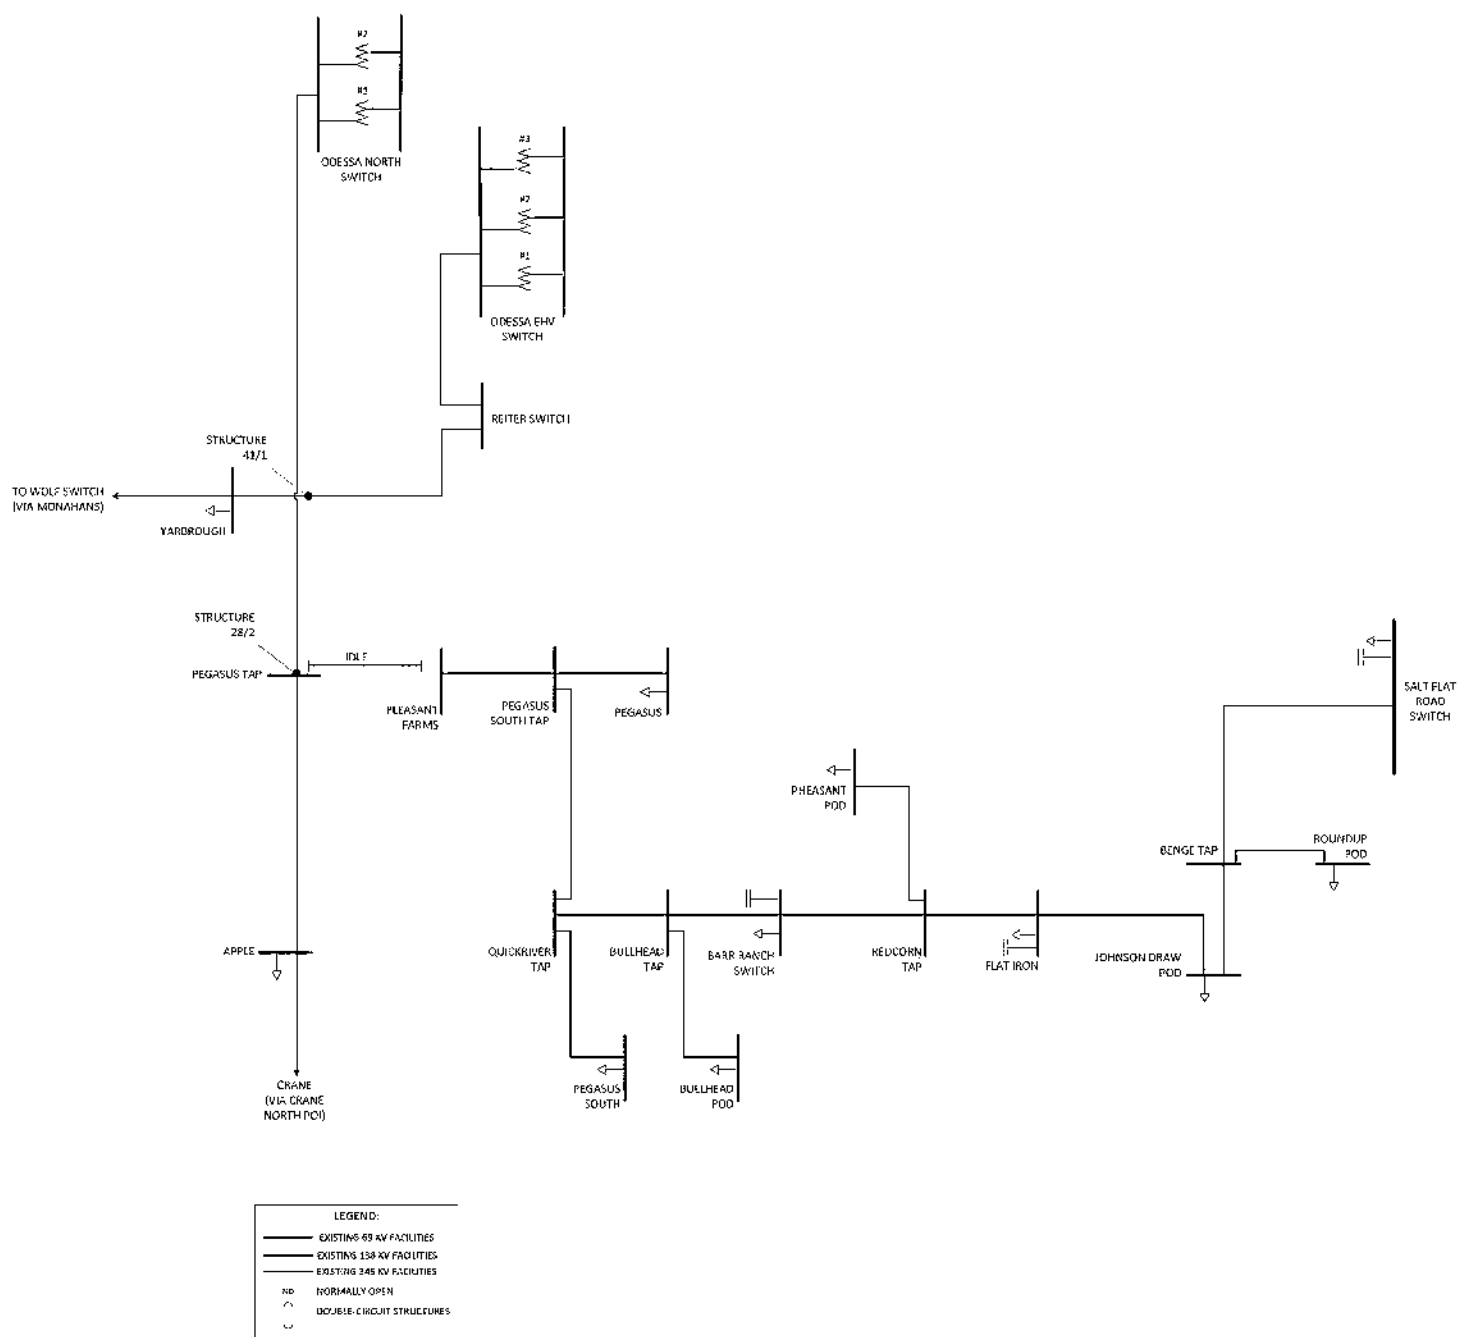 #2
#1
ODESSA NORTH
SWITCH
#3
#2
#1
ODESSA EHV
SWITCH
REITER SWITCH
STRUCTURE
41/1
TO WOLF SWITCH
(VIA MONAHANS)
YARBROUGH
STRUCTURE
28/2
IDLE
PEGASUS TAP
PLEASANT
FARMS
PEGASUS
SOUTH TAP
PEGASUS
SALT FLAT
ROAD
SWITCH
PHEASANT
POD
BENGE TAP
ROUNDUP
POD
APPLE
QUICKRIVER
TAP
BULLHEAD
TAP
BARR RANCH
SWITCH
REDCORN
TAP
FLAT IRON
JOHNSON DRAW
POD
CRANE
(VIA CRANE
NORTH POI)
PEGASUS
SOUTH
BULLHEAD
POD
LEGEND:
EXISTING 69 KV FACILITIES
EXISTING 138 KV FACILITIES
EXISTING 345 KV FACILITIES
NO NORMALLY OPEN
DOUBLE-CIRCUIT STRUCTURES